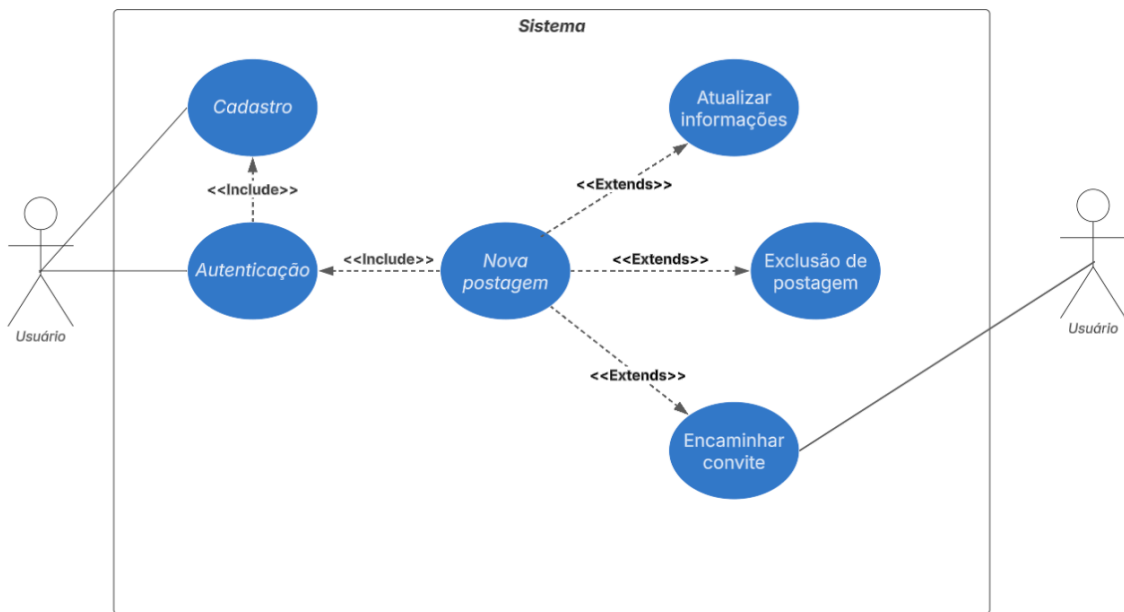 Sistema
Cadastro
Atualizar
informações
<<Include>>
<<Extends>>
Autenticação
<<Include>>
Nova
postagem
<<Extends>>
Exclusão de
postagem
Usuário
Usuário
<<Extends>>
Encaminhar
convite